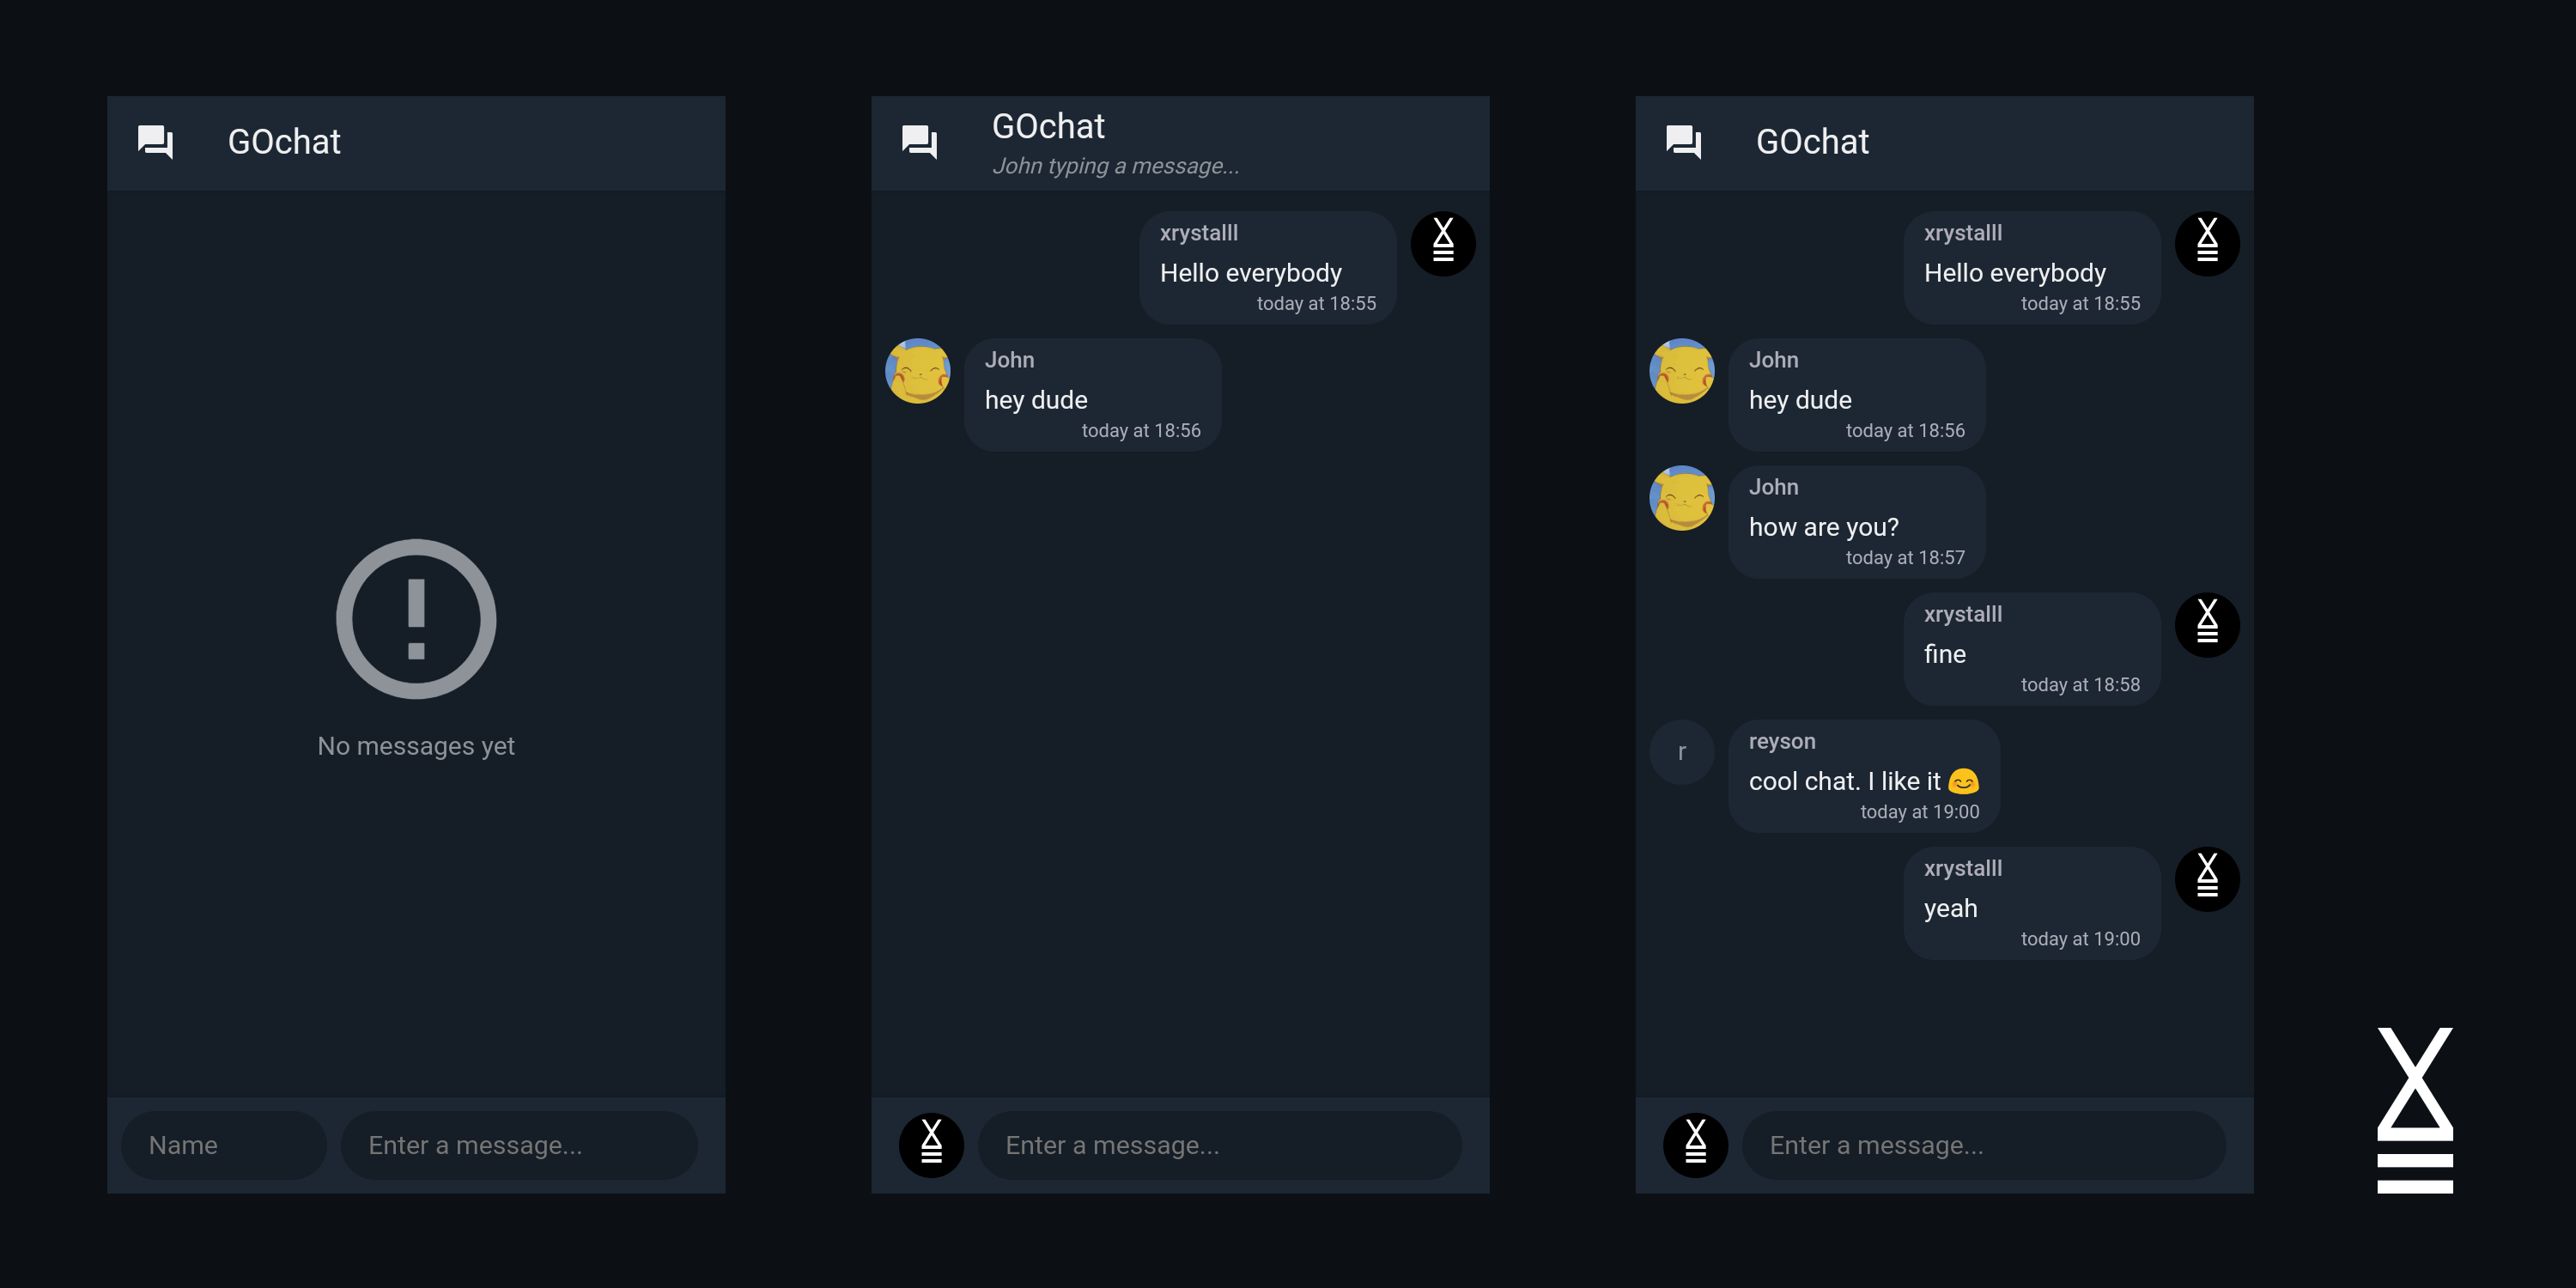 GOchat
No messages yet
Name
Enter a message...
GOchat
John typing a message...
xrystalll
Hello everybody
today at 18:55
John
hey dude
today at 18:56
Enter a message...
GOchat
xrystalll
Hello everybody
today at 18:55
John
hey dude
today at 18:56
John
how are you?
today at 18:57
xrystalll
fine
today at 18:58
r
reyson
cool chat. I like it 😊
today at 19:00
xrystalll
yeah
today at 19:00
Enter a message...